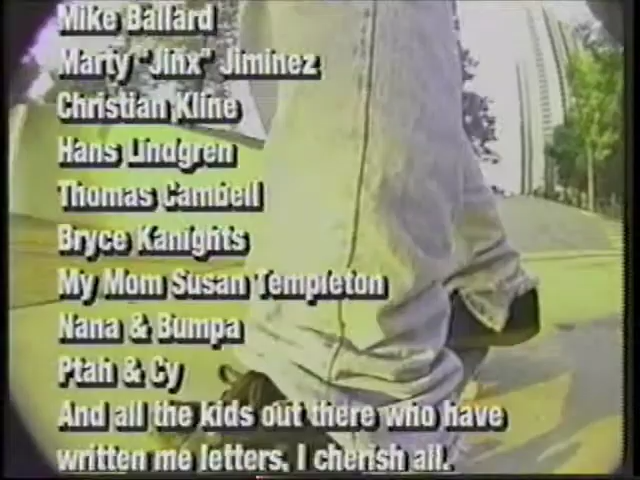 Mike Ballard
Marty "Jinx" Jiminez
Christian Kline
Hans Lindgren
Thomas Cambell
Bryce Kanights
My Mom Susan Templeton
Nana & Bumpa
Ptah & Cy
And all the kids out there who have
written me letters. I cherish all.